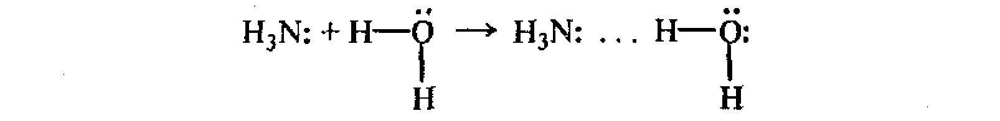 H₃N: + H—Ö → H₃N: ... H—Ö:
H H